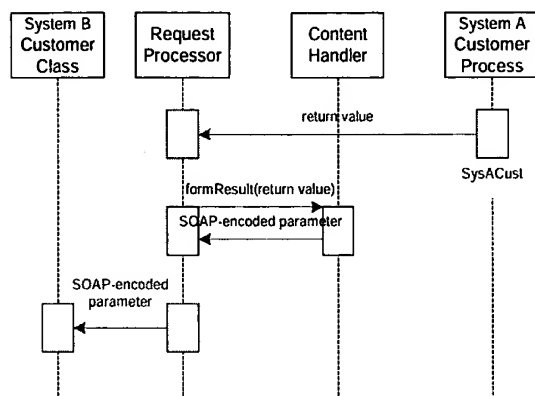 System B
Customer
Class
Request
Processor
Content
Handler
System A
Customer
Process
return value
SysACust
formResult(return value)
SOAP-encoded parameter
SOAP-encoded
parameter